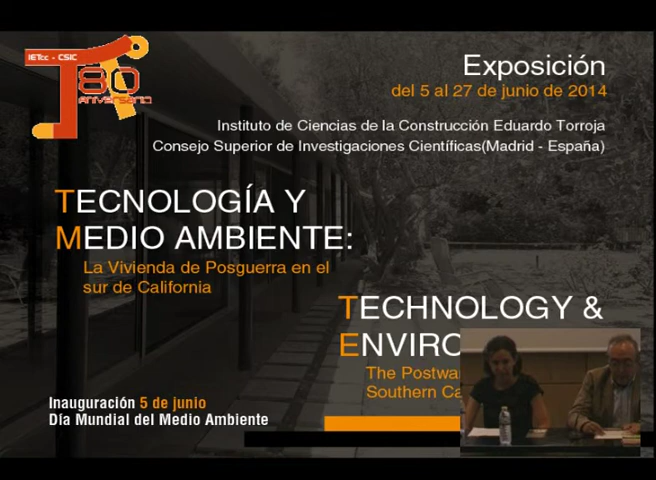 IETcc - CSIC
80
ANIVERSARIO
Exposición
del 5 al 27 de junio de 2014
Instituto de Ciencias de la Construcción Eduardo Torroja
Consejo Superior de Investigaciones Científicas(Madrid - España)
TECNOLOGÍA Y
MEDIO AMBIENTE:
La Vivienda de Posguerra en el
sur de California
TECHNOLOGY &
ENVIRO
The Postwa
Southern Ca
Inauguración 5 de junio
Día Mundial del Medio Ambiente